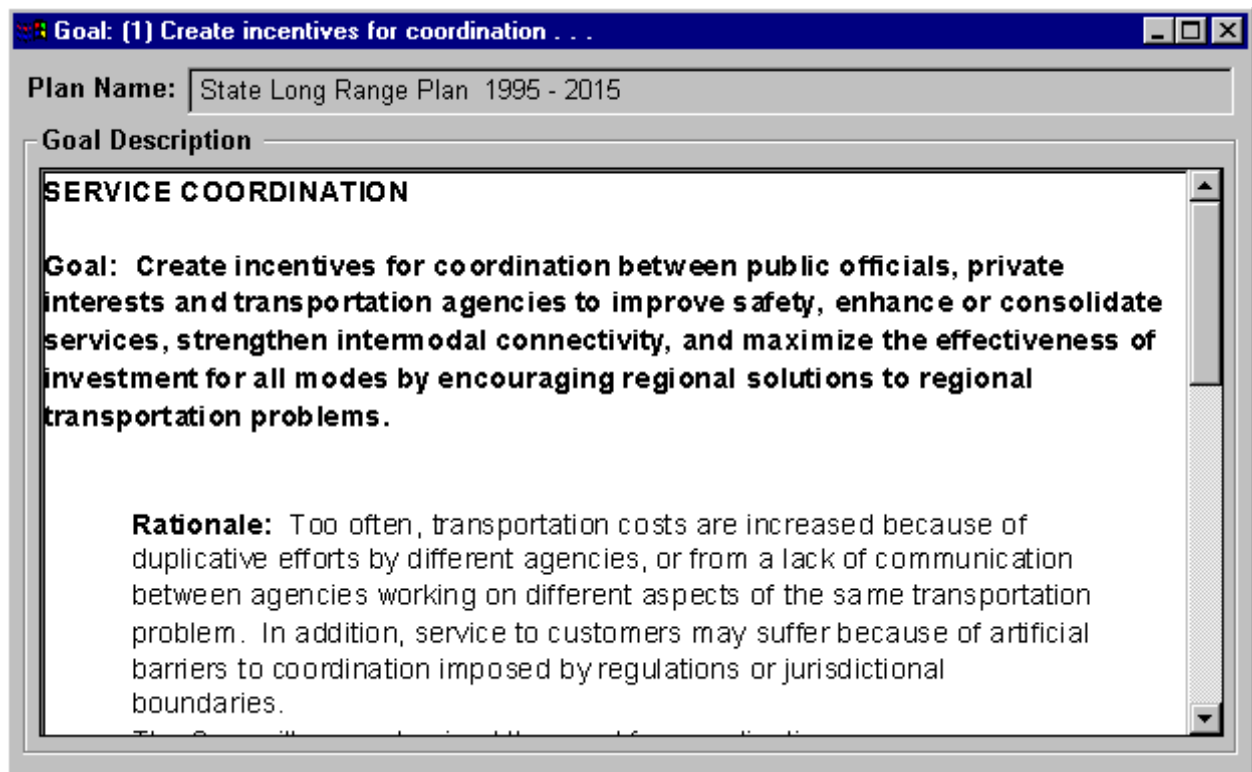 Goal: (1) Create incentives for coordination . . .
Plan Name: State Long Range Plan 1995 - 2015
Goal Description
SERVICE COORDINATION
Goal: Create incentives for coordination between public officials, private
interests and transportation agencies to improve safety, enhance or consolidate
services, strengthen intermodal connectivity, and maximize the effectiveness of
investment for all modes by encouraging regional solutions to regional
transportation problems.
Rationale: Too often, transportation costs are increased because of
duplicative efforts by different agencies, or from a lack of communication
between agencies working on different aspects of the same transportation
problem. In addition, service to customers may suffer because of artificial
barriers to coordination imposed by regulations or jurisdictional
boundaries.